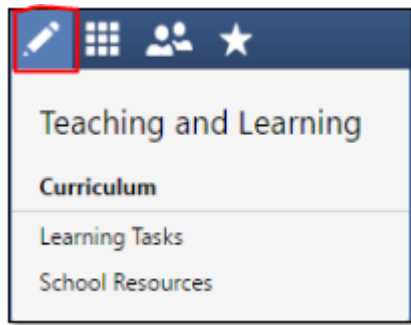 Teaching and Learning
Curriculum
Learning Tasks
School Resources